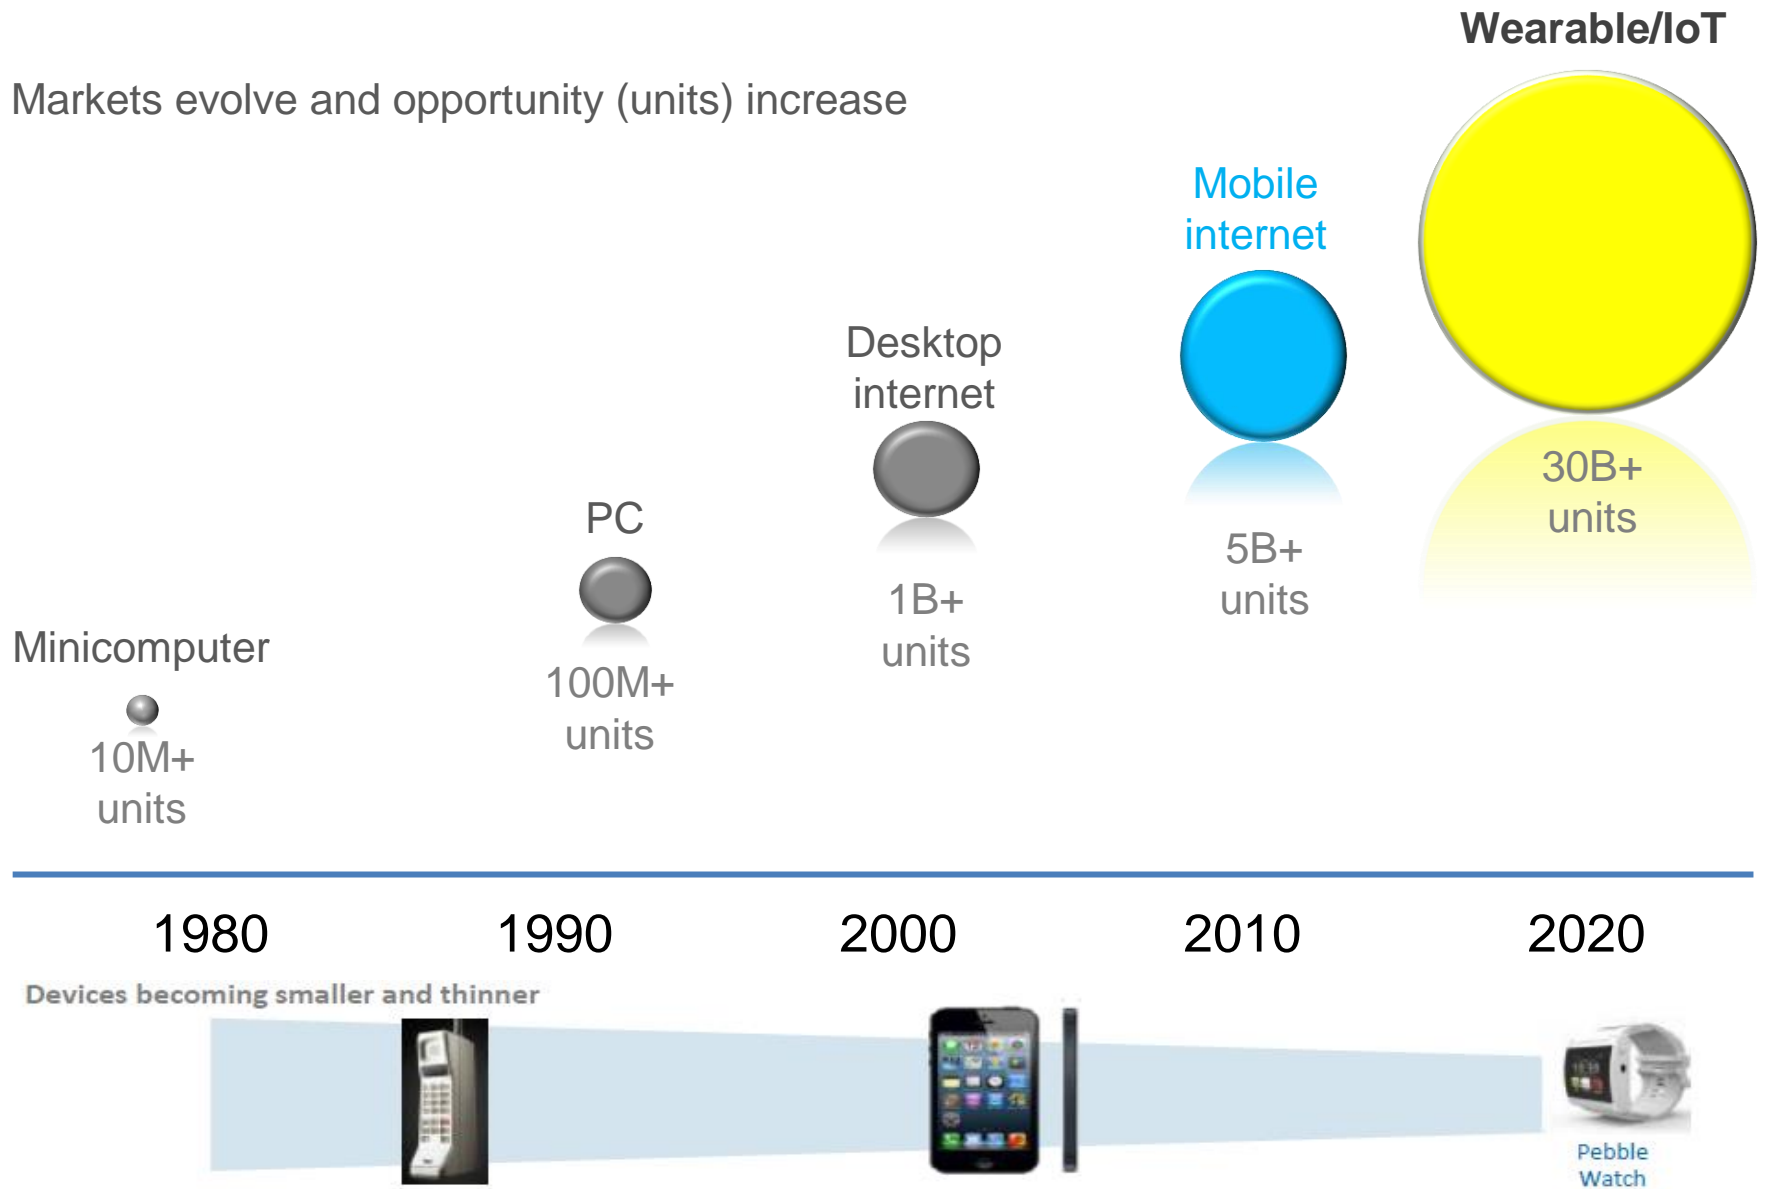 Wearable/IoT
Markets evolve and opportunity (units) increase
Mobile
internet
Desktop
internet
30B+
units
PC
5B+
units
1B+
units
Minicomputer
100M+
units
10M+
units
1980
1990
2000
2010
2020
Devices becoming smaller and thinner
Pebble
Watch